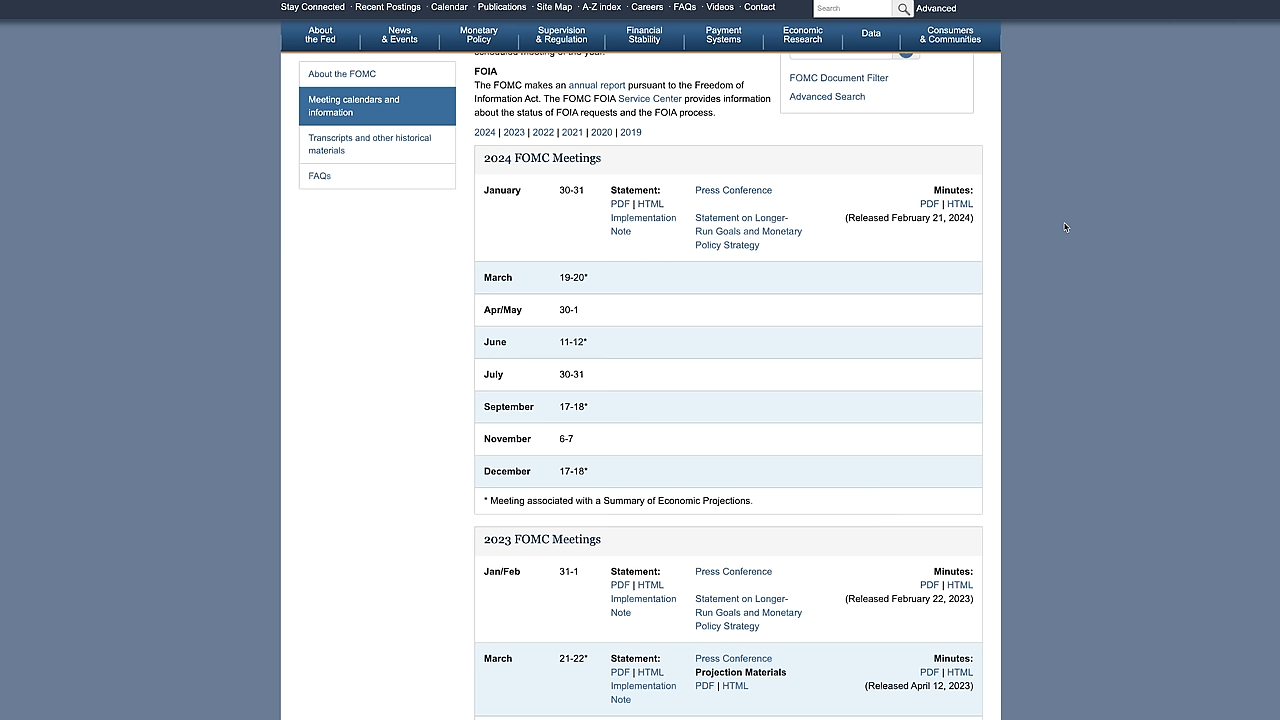 Stay Connected · Recent Postings · Calendar · Publications · Site Map · A-Z index · Careers · FAQs · Videos · Contact Search Advanced
About the Fed
News & Events
Monetary Policy
Supervision & Regulation
Financial Stability
Payment Systems
Economic Research
Data
Consumers & Communities
About the FOMC
Meeting calendars and
information
Transcripts and other historical
materials
FAQs
FOIA
The FOMC makes an annual report pursuant to the Freedom of
Information Act. The FOMC FOIA Service Center provides information
about the status of FOIA requests and the FOIA process.
FOMC Document Filter
Advanced Search
2024 | 2023 | 2022 | 2021 | 2020 | 2019
2024 FOMC Meetings
January 30-31 Statement: Press Conference Minutes:
PDF | HTML PDF | HTML
Implementation Statement on Longer- (Released February 21, 2024)
Note Run Goals and Monetary
Policy Strategy
March 19-20*
Apr/May 30-1
June 11-12*
July 30-31
September 17-18*
November 6-7
December 17-18*
* Meeting associated with a Summary of Economic Projections.
2023 FOMC Meetings
Jan/Feb 31-1 Statement: Press Conference Minutes:
PDF | HTML PDF | HTML
Implementation Statement on Longer- (Released February 22, 2023)
Note Run Goals and Monetary
Policy Strategy
March 21-22* Statement: Press Conference Minutes:
PDF | HTML Projection Materials PDF | HTML
Implementation PDF | HTML (Released April 12, 2023)
Note